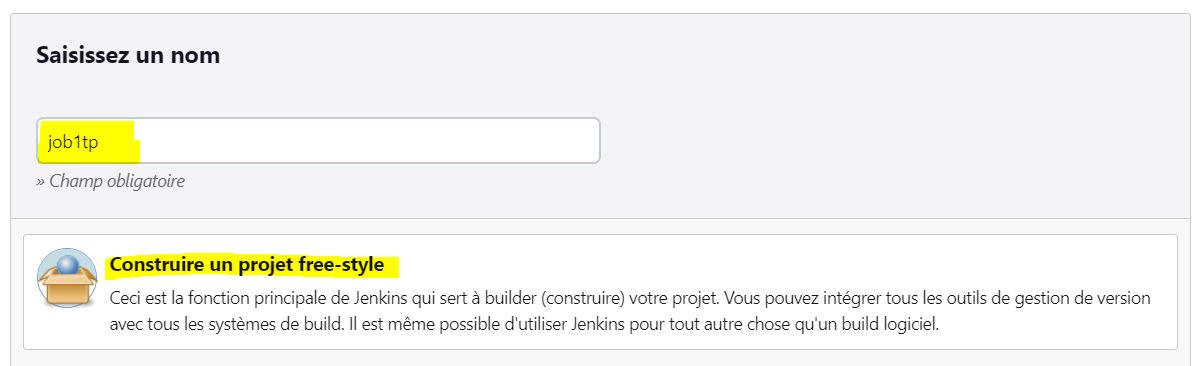 Saisissez un nom
job1tp
» Champ obligatoire
Construire un projet free-style
Ceci est la fonction principale de Jenkins qui sert à builder (construire) votre projet. Vous pouvez intégrer tous les outils de gestion de version
avec tous les systèmes de build. Il est même possible d'utiliser Jenkins pour tout autre chose qu'un build logiciel.